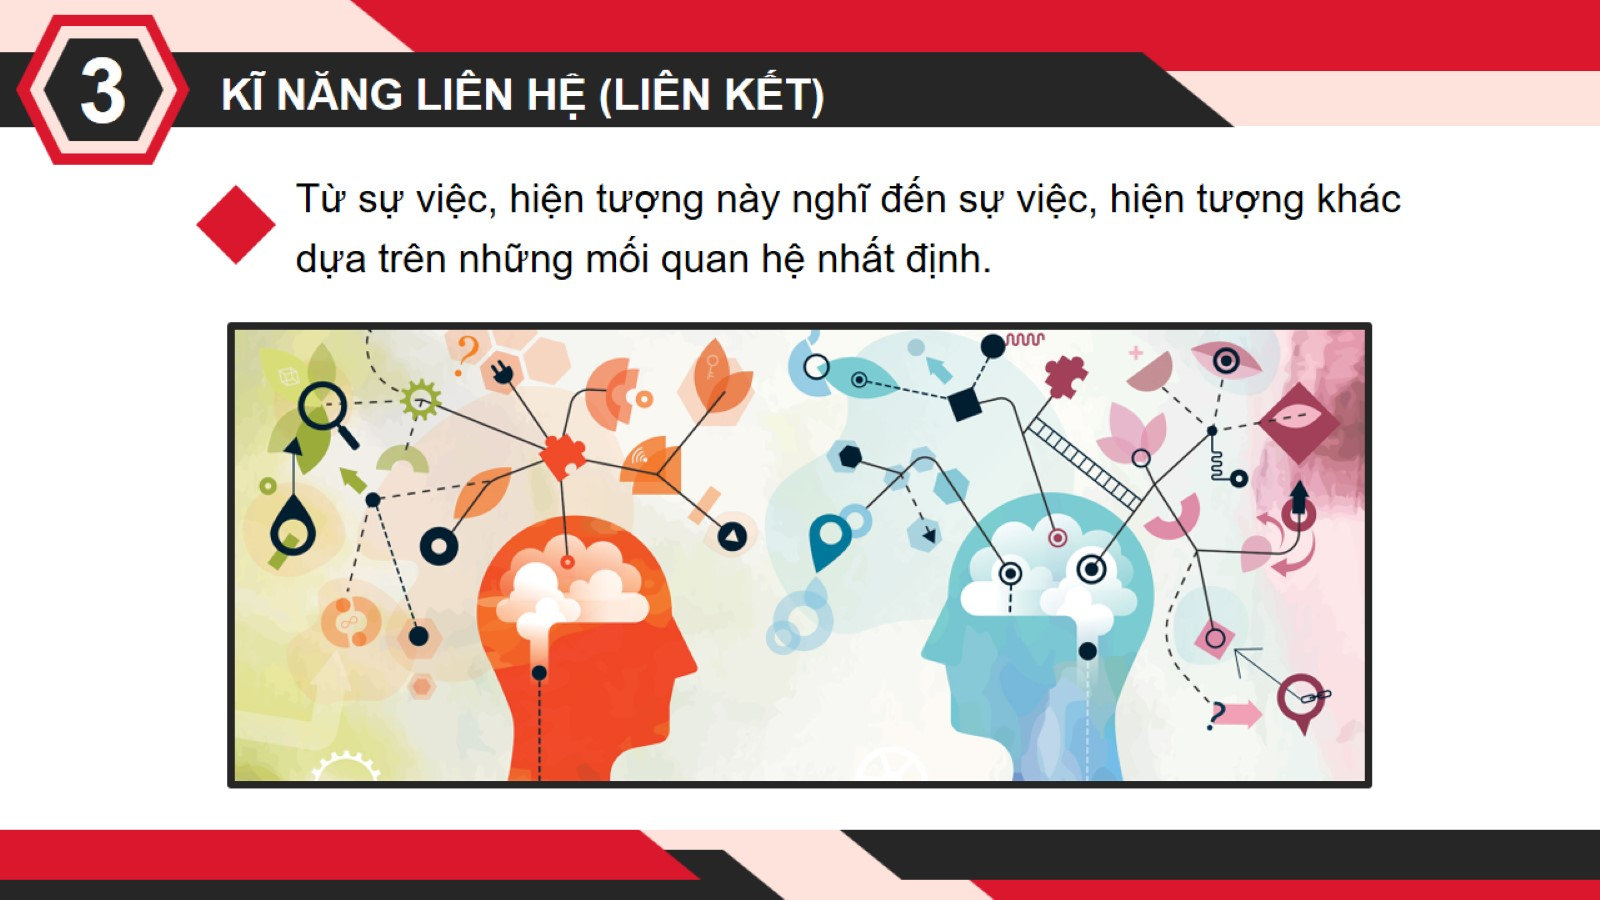 3
KĨ NĂNG LIÊN HỆ (LIÊN KẾT)
Từ sự việc, hiện tượng này nghĩ đến sự việc, hiện tượng khác
dựa trên những mối quan hệ nhất định.
?
?